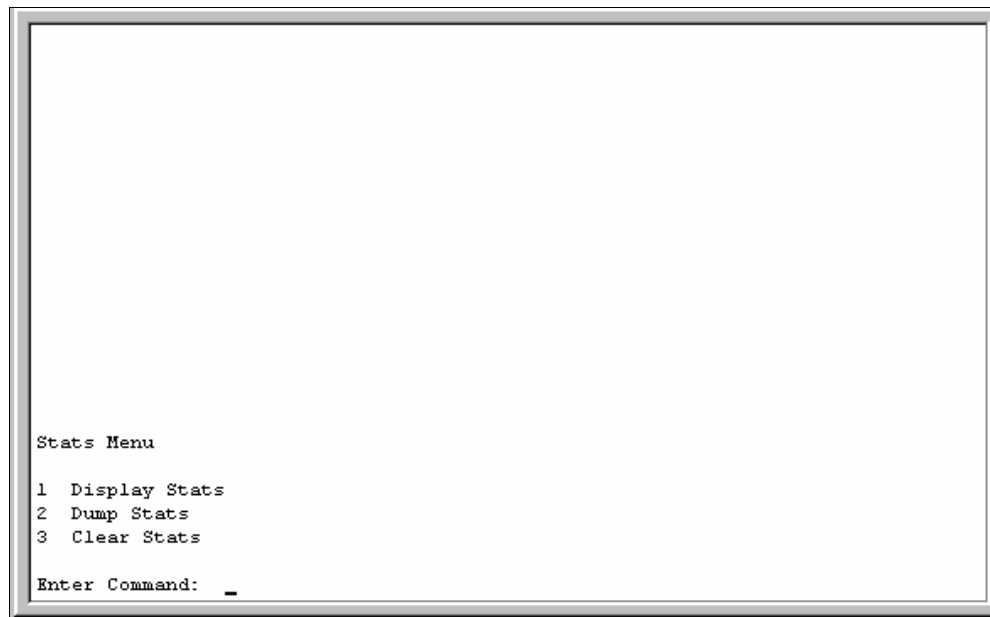 Stats Menu
1 Display Stats
2 Dump Stats
3 Clear Stats
Enter Command: _